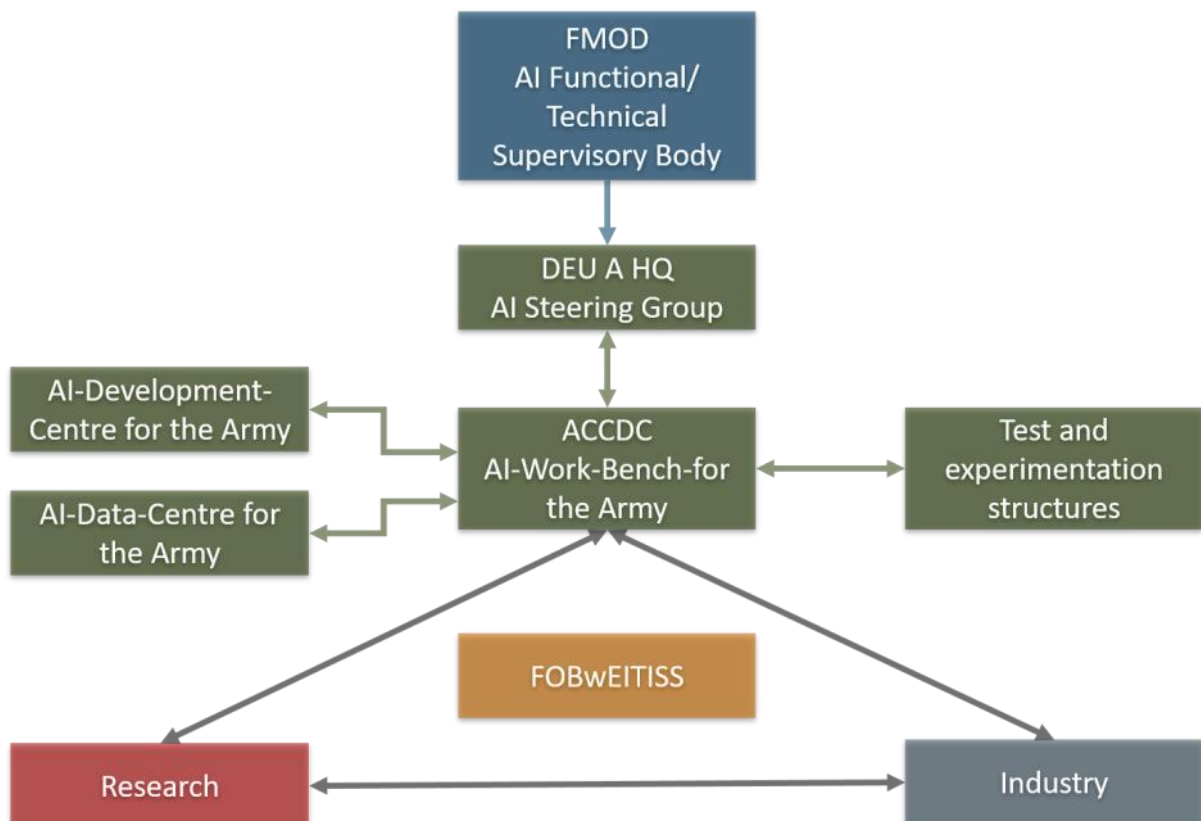 FMOD
AI Functional/
Technical
Supervisory Body
DEU A HQ
AI Steering Group
AI-Development-
Centre for the Army
AI-Data-Centre for
the Army
ACCDC
AI-Work-Bench-for
the Army
Test and
experimentation
structures
FOBwEITISS
Research
Industry